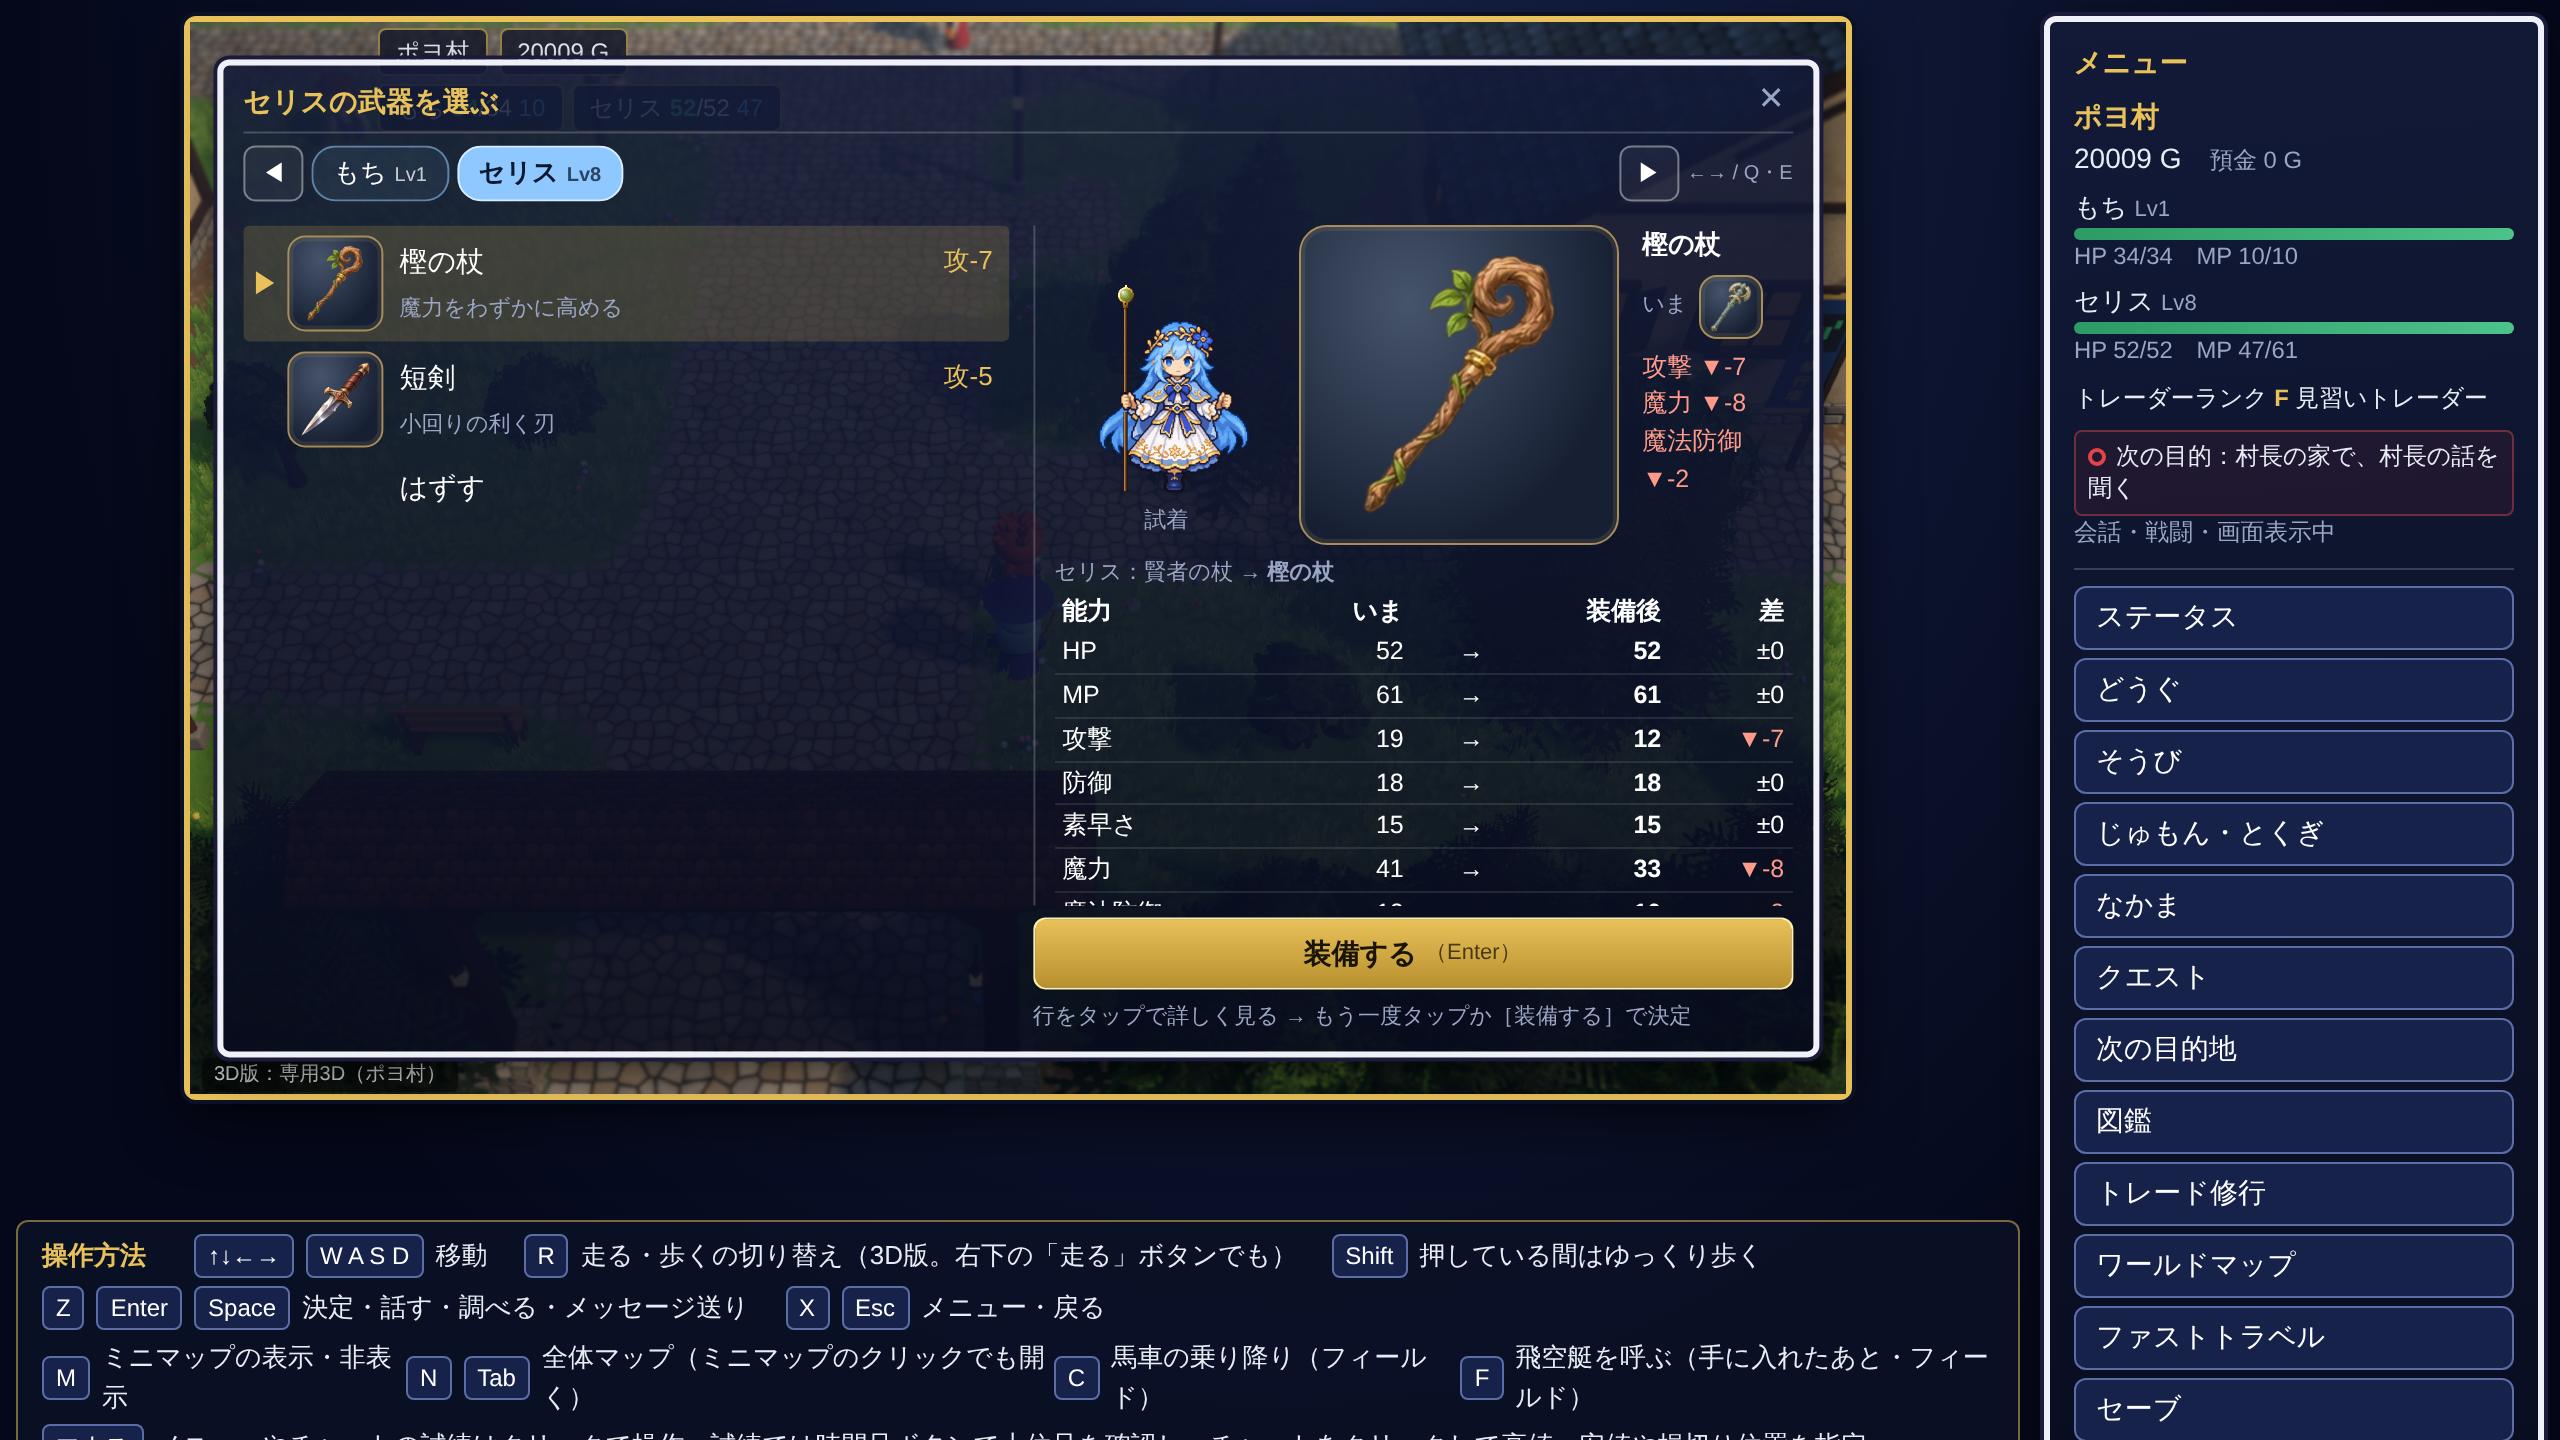 ポヨ村 20009 G
セリスの武器を選ぶ
セリス 52/52 47
✕
◀ もち Lv1 セリス Lv8 ▶ ←→ / Q・E
樫の杖 攻-7
魔力をわずかに高める
短剣 攻-5
小回りの利く刃
はずす
試着
樫の杖
いま
攻撃 ▼-7
魔力 ▼-8
魔法防御
▼-2
セリス：賢者の杖 → 樫の杖
能力 いま 装備後 差
HP 52 → 52 ±0
MP 61 → 61 ±0
攻撃 19 → 12 ▼-7
防御 18 → 18 ±0
素早さ 15 → 15 ±0
魔力 41 → 33 ▼-8
装備する （Enter）
行をタップで詳しく見る → もう一度タップか［装備する］で決定
3D版：専用3D（ポヨ村）
メニュー
ポヨ村
20009 G 預金 0 G
もち Lv1
HP 34/34 MP 10/10
セリス Lv8
HP 52/52 MP 47/61
トレーダーランク F 見習いトレーダー
次の目的：村長の家で、村長の話を
聞く
会話・戦闘・画面表示中
ステータス
どうぐ
そうび
じゅもん・とくぎ
なかま
クエスト
次の目的地
図鑑
トレード修行
ワールドマップ
ファストトラベル
セーブ
操作方法 ↑↓←→ W A S D 移動 R 走る・歩くの切り替え（3D版。右下の「走る」ボタンでも） Shift 押している間はゆっくり歩く
Z Enter Space 決定・話す・調べる・メッセージ送り X Esc メニュー・戻る
M ミニマップの表示・非表示 N Tab 全体マップ（ミニマップのクリックでも開く） C 馬車の乗り降り（フィールド） F 飛空艇を呼ぶ（手に入れたあと・フィールド）